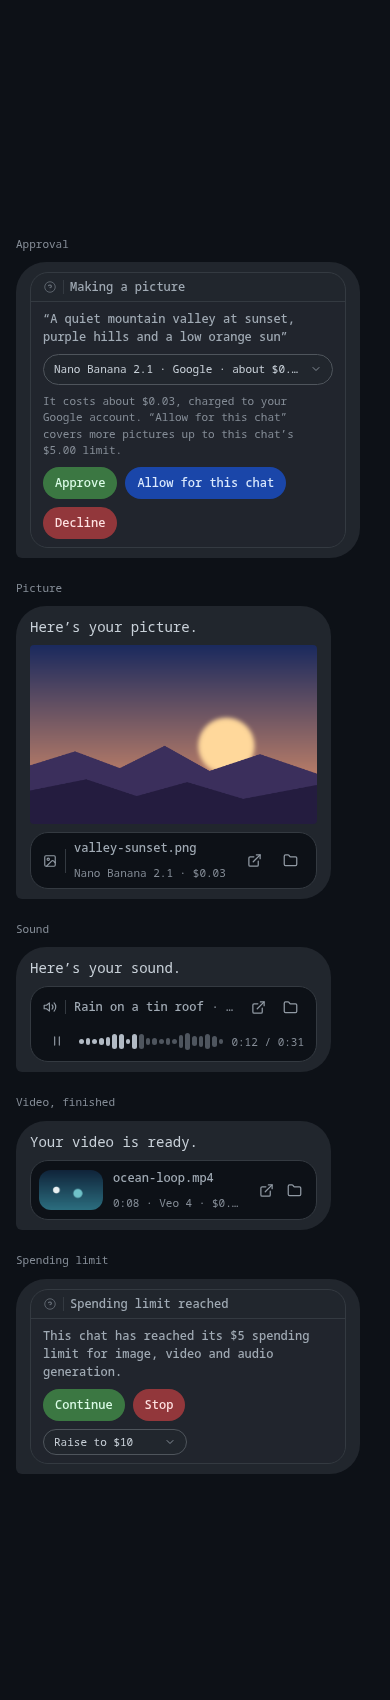 Approval
Making a picture
“A quiet mountain valley at sunset,
purple hills and a low orange sun”
Nano Banana 2.1 · Google · about $0.…
It costs about $0.03, charged to your
Google account. “Allow for this chat”
covers more pictures up to this chat’s
$5.00 limit.
Approve
Allow for this chat
Decline
Picture
Here’s your picture.
valley-sunset.png
Nano Banana 2.1 · $0.03
Sound
Here’s your sound.
Rain on a tin roof · …
0:12 / 0:31
Video, finished
Your video is ready.
ocean-loop.mp4
0:08 · Veo 4 · $0.…
Spending limit
Spending limit reached
This chat has reached its $5 spending
limit for image, video and audio
generation.
Continue
Stop
Raise to $10